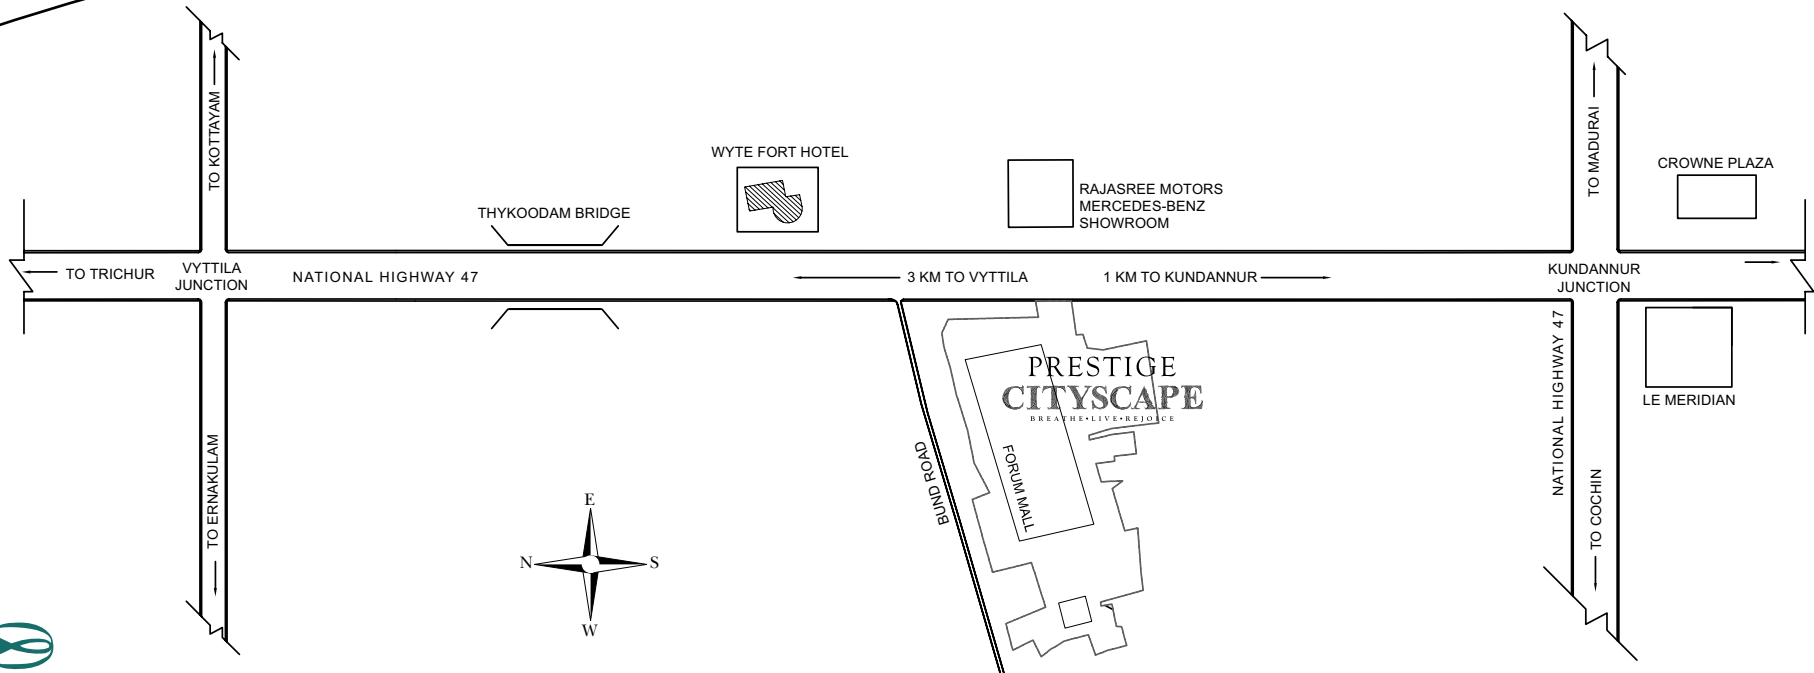 TO KOTTAYAM
WYTE FORT HOTEL
RAJASREE MOTORS
MERCEDES-BENZ
SHOWROOM
TO MADURAI
CROWNE PLAZA
THYKOODAM BRIDGE
TO TRICHUR
VYTTILA
JUNCTION
NATIONAL HIGHWAY 47
3 KM TO VYTTILA
1 KM TO KUNDANNUR
KUNDANNUR
JUNCTION
PRESTIGE
CITYSCAPE
BREATHE•LIVE•REJOICE
NATIONAL HIGHWAY 47
LE MERIDIAN
TO ERNAKULAM
BUND ROAD
FORUM MALL
TO COCHIN
E
N
S
W